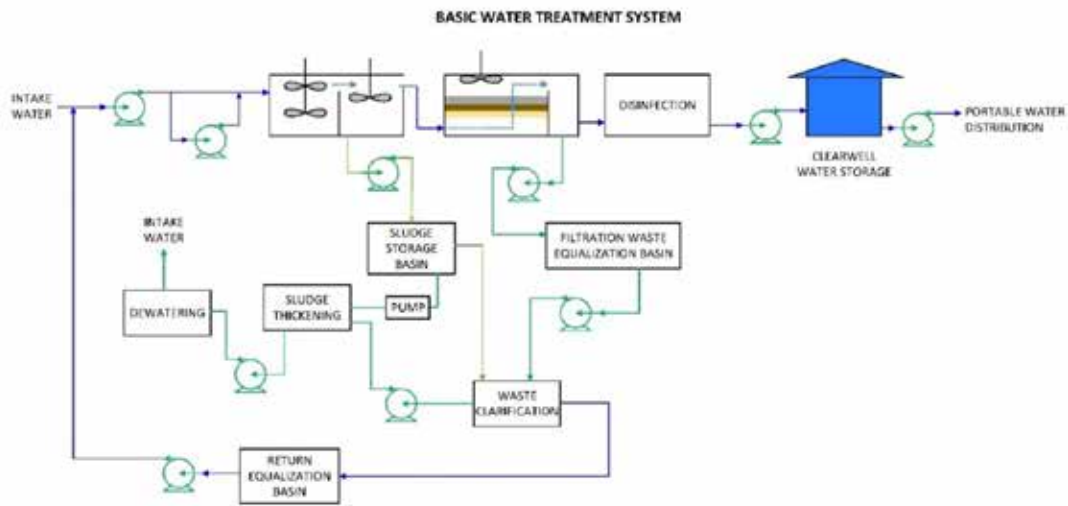 BASIC WATER TREATMENT SYSTEM
INTAKE
WATER
DISINFECTION
PORTABLE WATER
DISTRIBUTION
CLEARWELL
WATER STORAGE
INTAKE
WATER
SLUDGE
STORAGE
BASIN
FILTRATION WASTE
EQUALIZATION BASIN
DEWATERING
SLUDGE
THICKENING
PUMP
WASTE
CLARIFICATION
RETURN
EQUALIZATION
BASIN